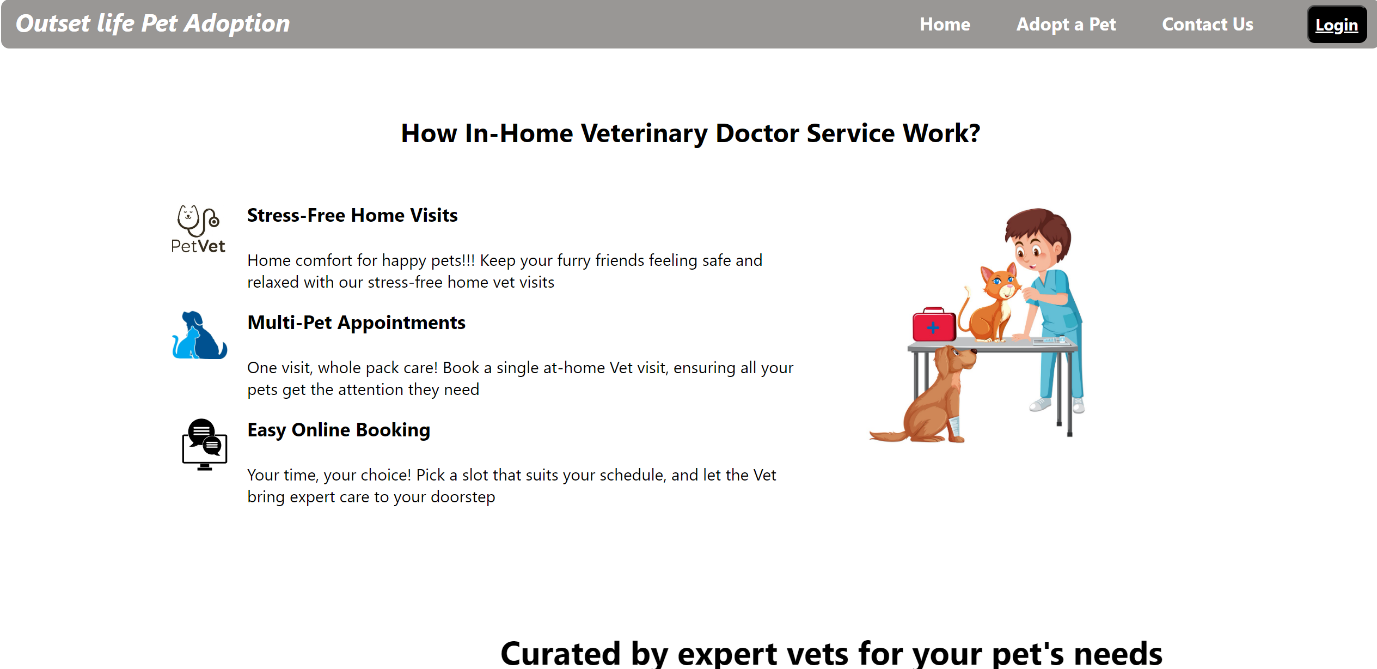 Outset life Pet Adoption
Home
Adopt a Pet
Contact Us
Login
How In-Home Veterinary Doctor Service Work?
PetVet
Stress-Free Home Visits
Home comfort for happy pets!!! Keep your furry friends feeling safe and
relaxed with our stress-free home vet visits
Multi-Pet Appointments
One visit, whole pack care! Book a single at-home Vet visit, ensuring all your
pets get the attention they need
Easy Online Booking
Your time, your choice! Pick a slot that suits your schedule, and let the Vet
bring expert care to your doorstep
Curated by expert vets for your pet's needs